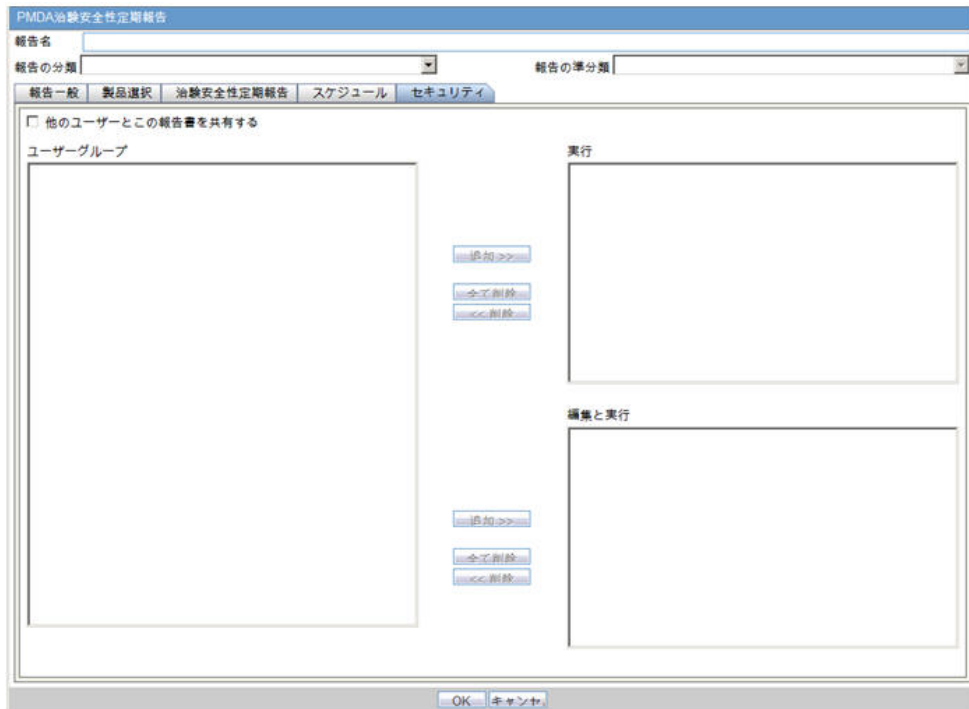 PMDA治験安全性定期報告
報告名
報告の分類 報告の準分類
報告一般 製品選択 治験安全性定期報告 スケジュール セキュリティ
他のユーザーとこの報告書を共有する
ユーザーグループ 実行
追加 >>
全て削除
<< 削除
編集と実行
追加 >>
全て削除
<< 削除
OK キャンセ